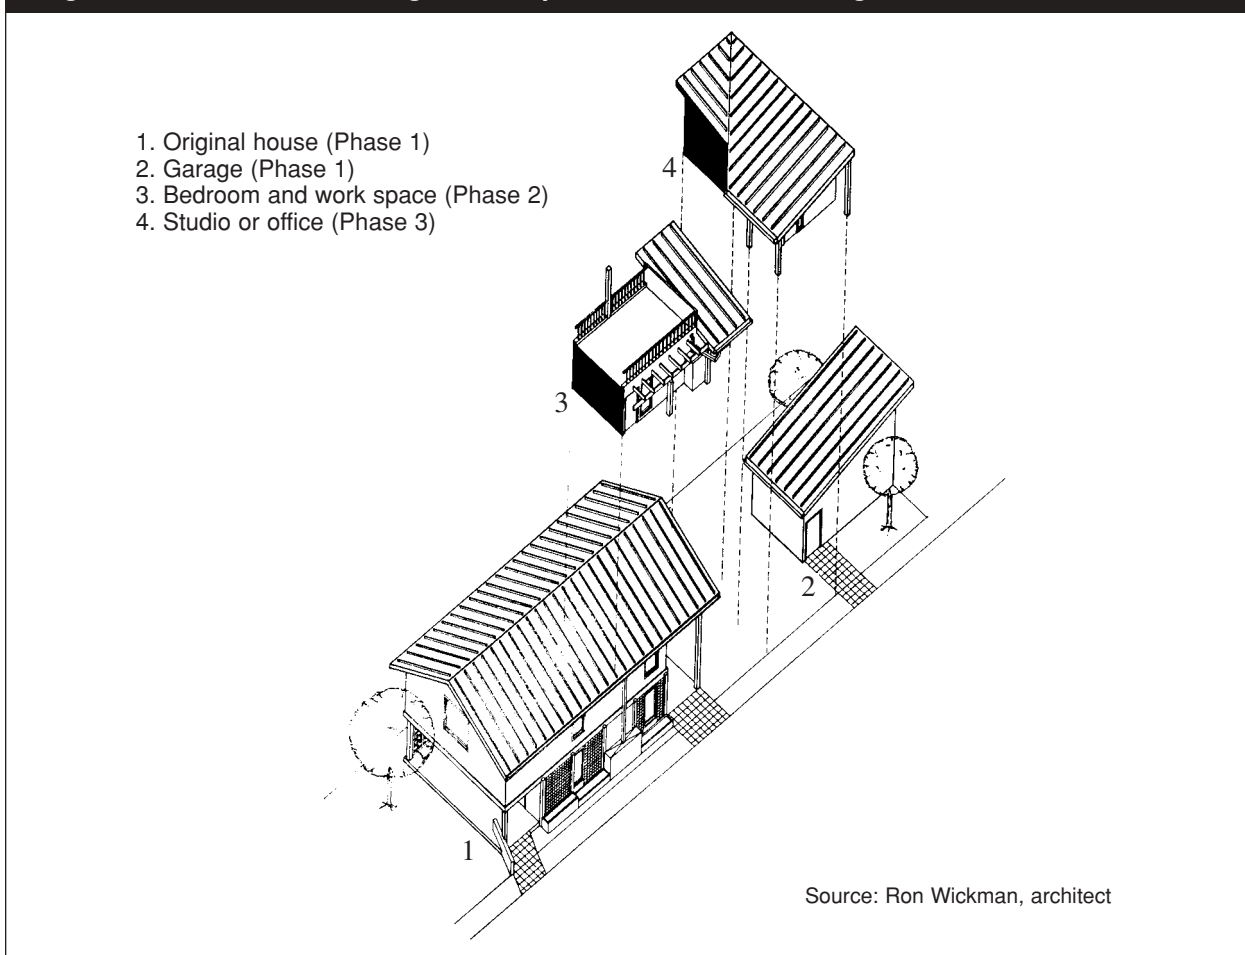 1. Original house (Phase 1)
2. Garage (Phase 1)
3. Bedroom and work space (Phase 2)
4. Studio or office (Phase 3)
4
3
2
1
Source: Ron Wickman, architect